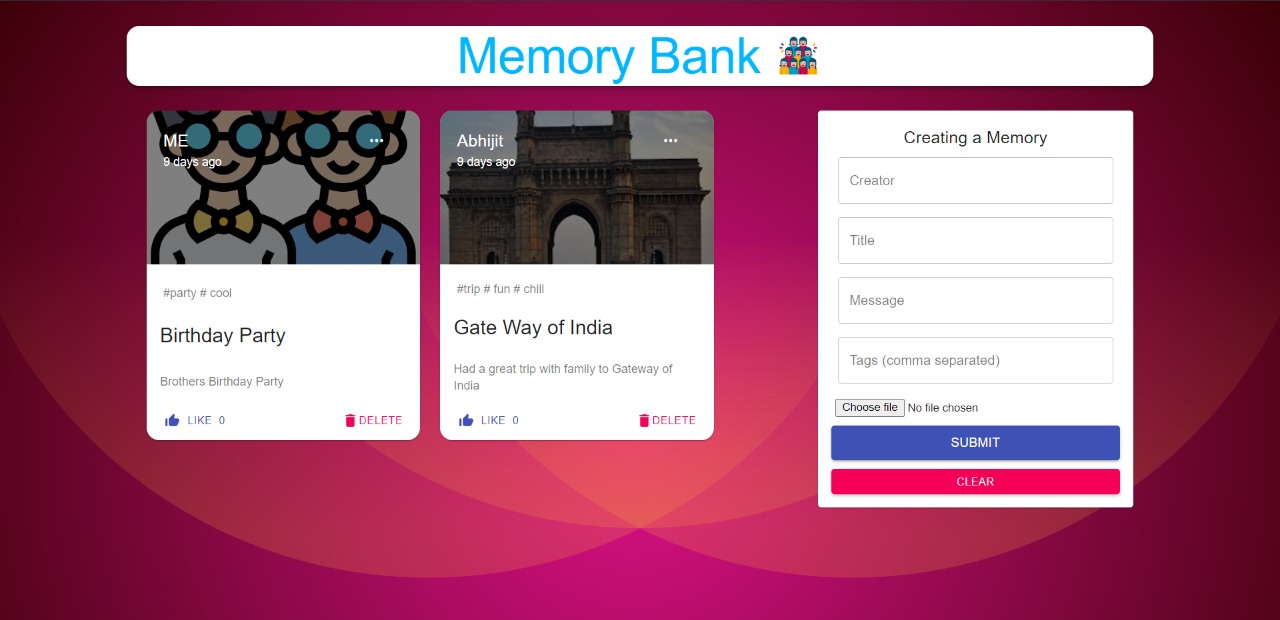 Memory Bank
ME
9 days ago
#party # cool
Birthday Party
Brothers Birthday Party
LIKE 0
DELETE
Abhijit
9 days ago
#trip # fun # chill
Gate Way of India
Had a great trip with family to Gateway of
India
LIKE 0
DELETE
Creating a Memory
Creator
Title
Message
Tags (comma separated)
Choose file No file chosen
SUBMIT
CLEAR